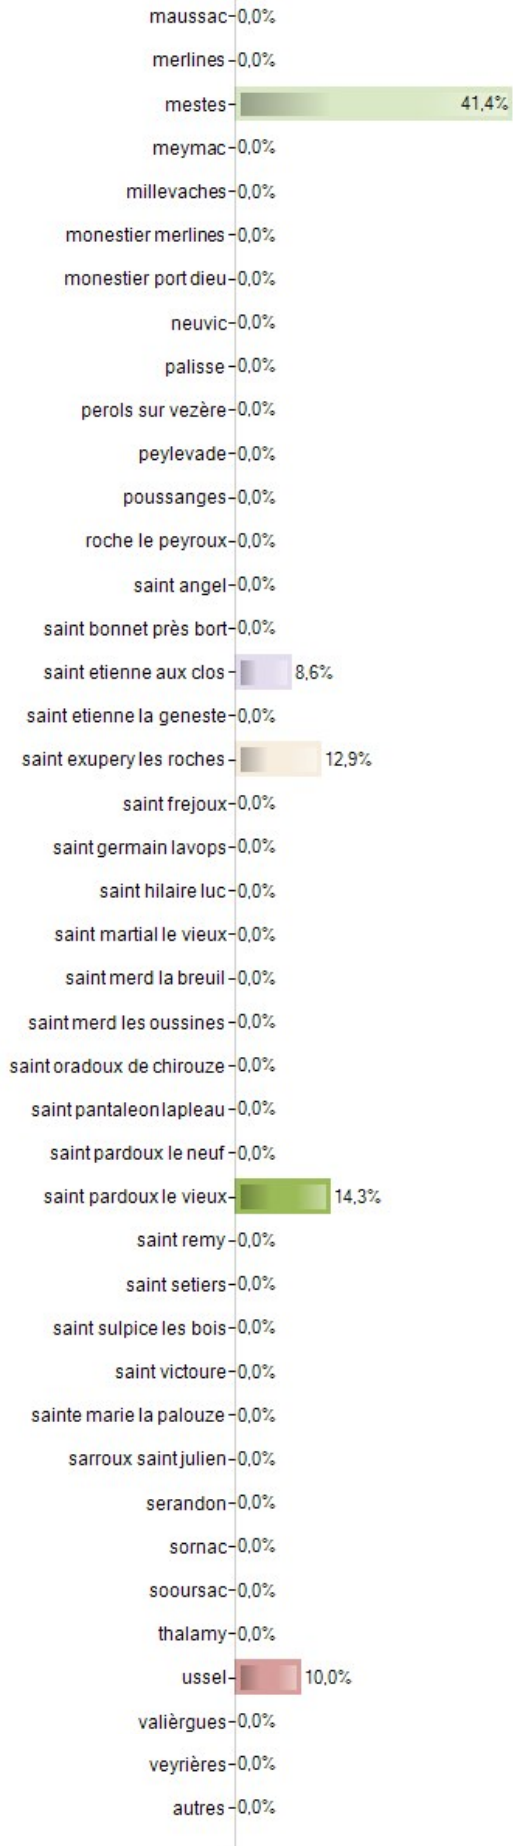 maussac 0,0%
merlines 0,0%
mestes 41,4%
meymac 0,0%
millevaches 0,0%
monestier merlines 0,0%
monestier port dieu 0,0%
neuvic 0,0%
palisse 0,0%
perols sur vezère 0,0%
peylevade 0,0%
poussanges 0,0%
roche le peyroux 0,0%
saint angel 0,0%
saint bonnet près bort 0,0%
saint etienne aux clos 8,6%
saint etienne la geneste 0,0%
saint exupery les roches 12,9%
saint frejoux 0,0%
saint germain lavops 0,0%
saint hilaire luc 0,0%
saint martial le vieux 0,0%
saint merd la breuil 0,0%
saint merd les oussines 0,0%
saint oradoux de chirouze 0,0%
saint pantaleon lapleau 0,0%
saint pardoux le neuf 0,0%
saint pardoux le vieux 14,3%
saint remy 0,0%
saint setiers 0,0%
saint sulpice les bois 0,0%
saint victoure 0,0%
sainte marie la palouze 0,0%
sarroux saint julien 0,0%
serandon 0,0%
sornac 0,0%
sooursac 0,0%
thalamy 0,0%
ussel 10,0%
valièrgues 0,0%
veyrières 0,0%
autres 0,0%